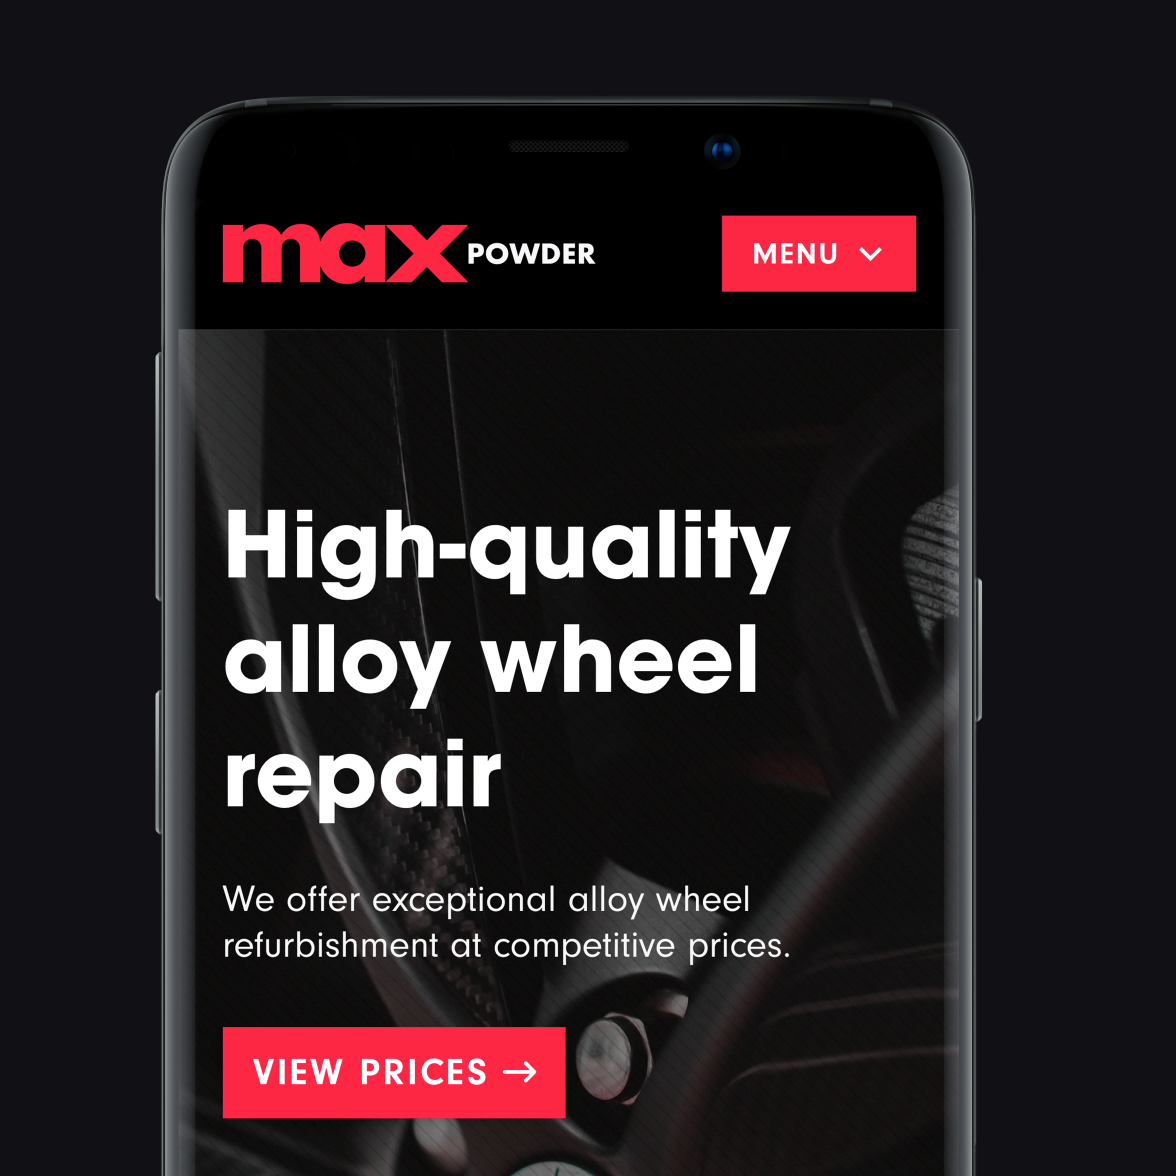 max POWDER
MENU
High-quality
alloy wheel
repair
We offer exceptional alloy wheel
refurbishment at competitive prices.
VIEW PRICES →